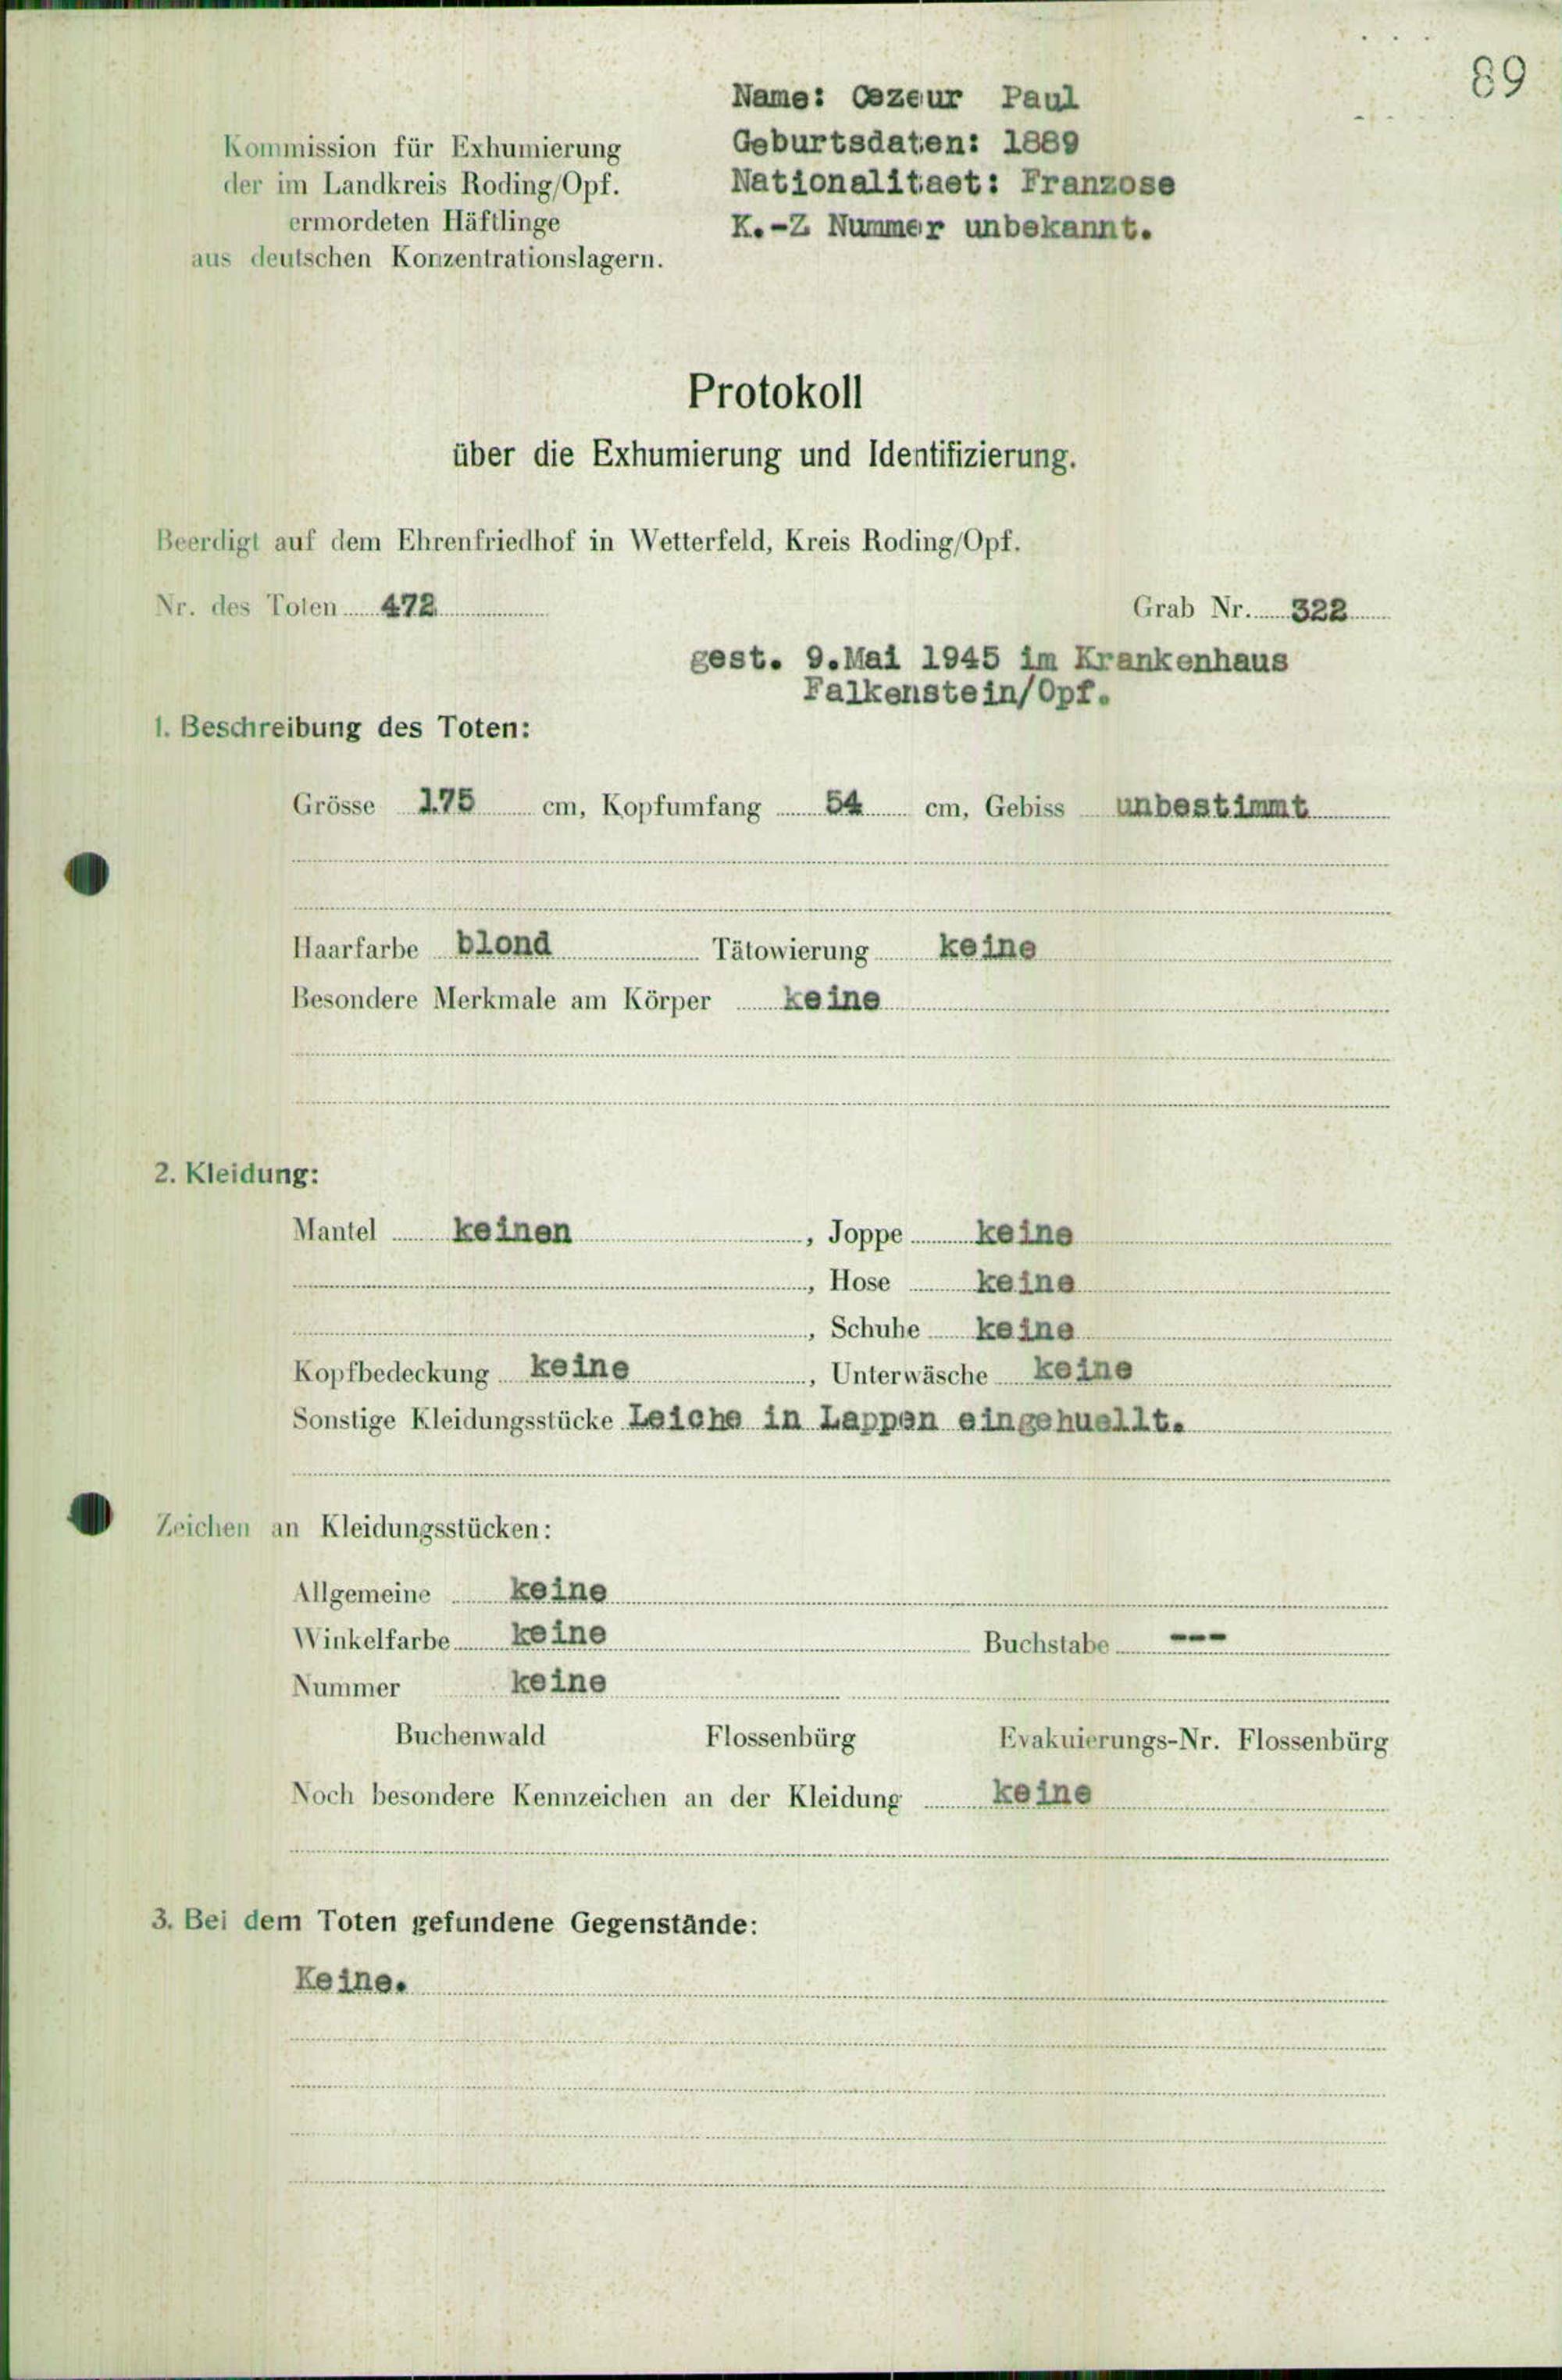 89
Name: Cezeur Paul
Geburtsdaten: 1889
Nationalitaet: Franzose
K.-Z Nummer unbekannt.
Kommission für Exhumierung
der im Landkreis Roding/Opf.
ermordeten Häftlinge
aus deutschen Konzentrationslagern.
Protokoll
über die Exhumierung und Identifizierung.
Beerdigt auf dem Ehrenfriedhof in Wetterfeld, Kreis Roding/Opf.
Nr. des Toten 472 Grab Nr. 322
gest. 9.Mai 1945 im Krankenhaus
Falkenstein/Opf.
1. Beschreibung des Toten:
Grösse 175 cm, Kopfumfang 54 cm, Gebiss unbestimmt
Haarfarbe blond Tätowierung keine
Besondere Merkmale am Körper keine
2. Kleidung:
Mantel keinen, Joppe keine
, Hose keine
, Schuhe keine
Kopfbedeckung keine, Unterwäsche keine
Sonstige Kleidungsstücke Leiche in Lappen eingehuellt.
Zeichen an Kleidungsstücken:
Allgemeine keine
Winkelfarbe keine Buchstabe ---
Nummer keine
Buchenwald Flossenbürg Evakuierungs-Nr. Flossenbürg
Noch besondere Kennzeichen an der Kleidung keine
3. Bei dem Toten gefundene Gegenstände:
Keine.